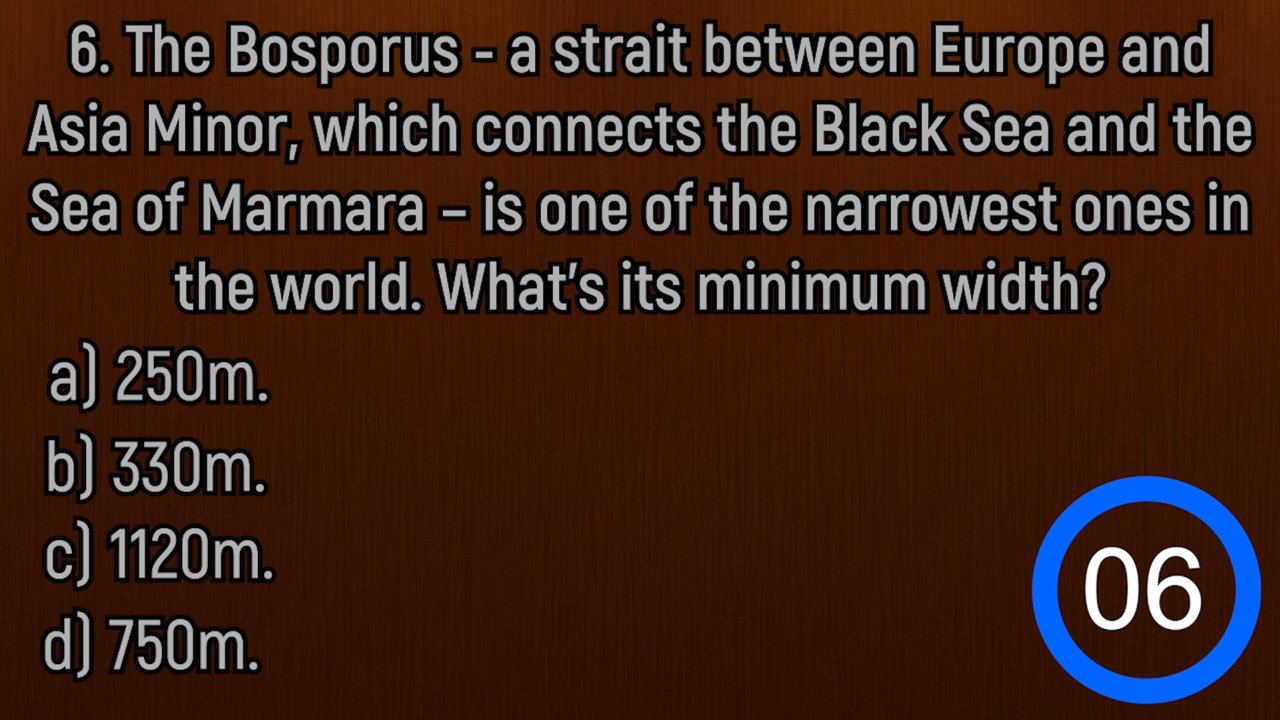 6. The Bosporus - a strait between Europe and
Asia Minor, which connects the Black Sea and the
Sea of Marmara – is one of the narrowest ones in
the world. What's its minimum width?
a) 250m.
b) 330m.
c) 1120m.
d) 750m.
06